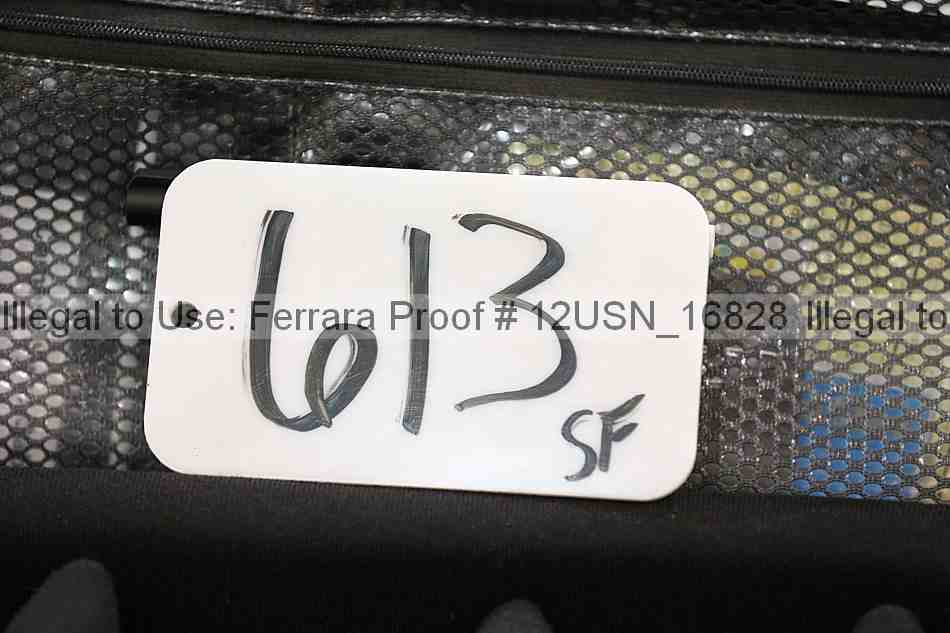 613
Illegal to Use: Ferrara Proof # 12USN_16828 Illegal to
SF